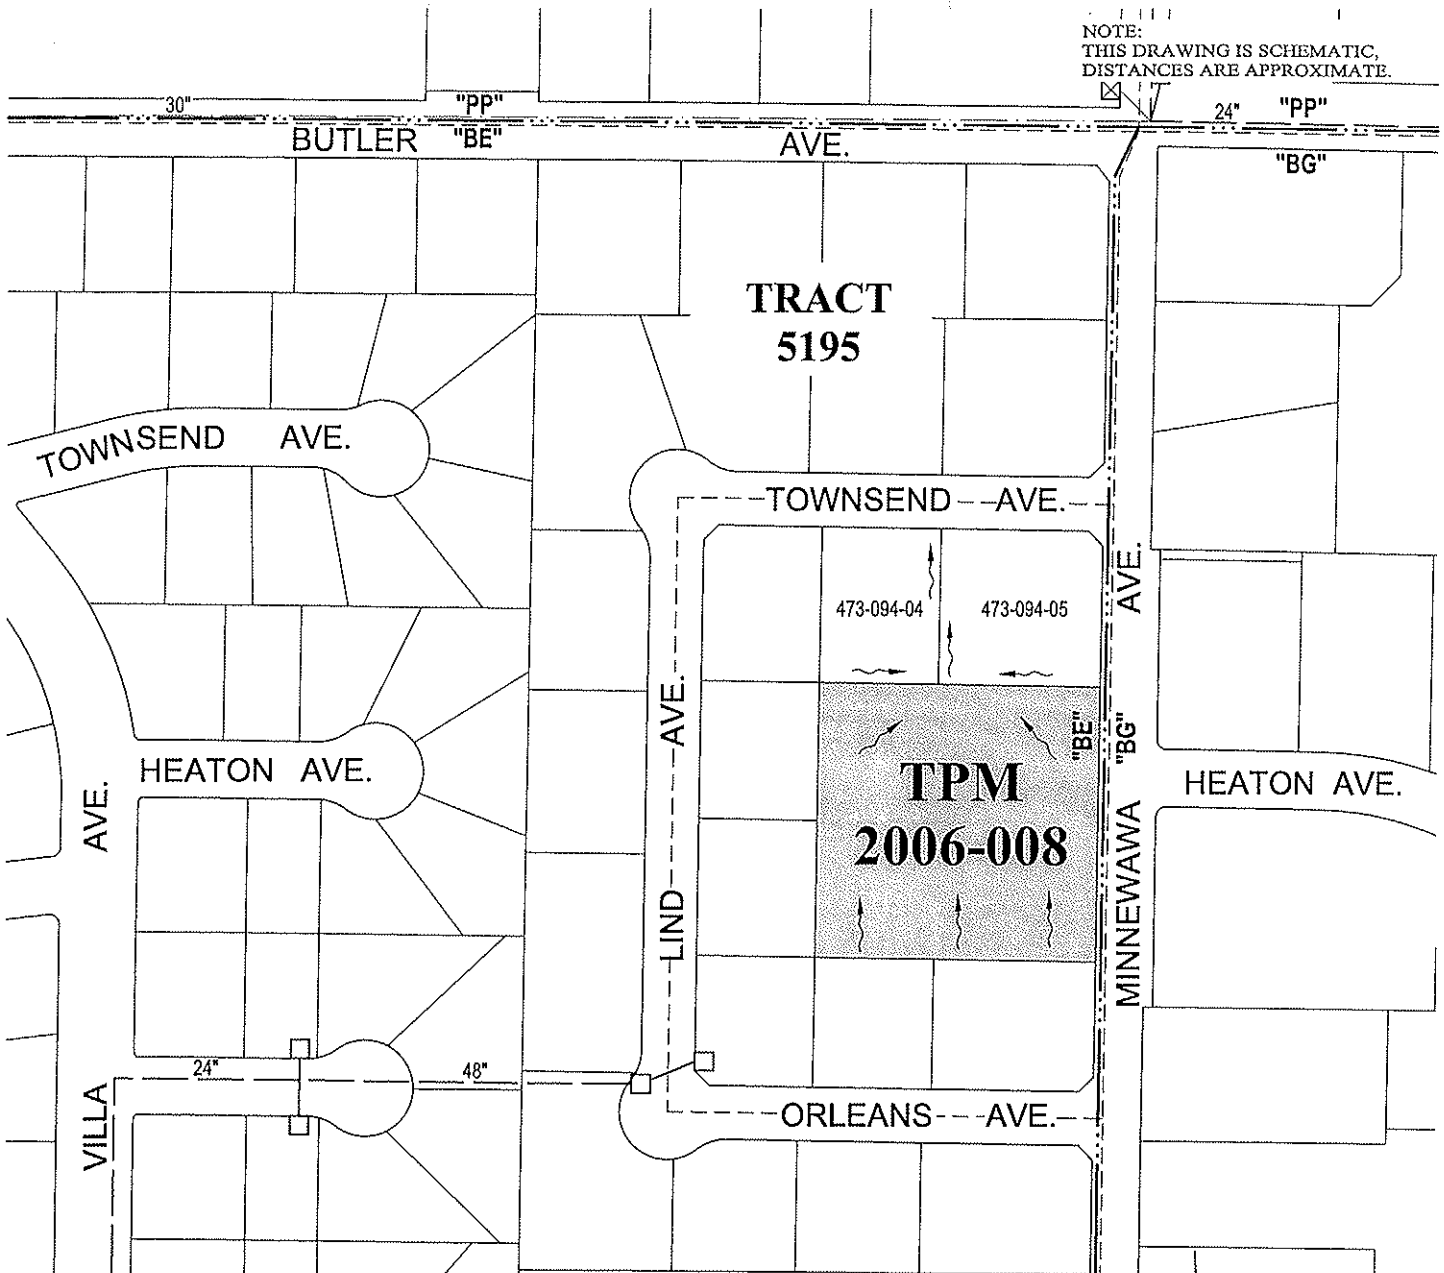 NOTE:
THIS DRAWING IS SCHEMATIC,
DISTANCES ARE APPROXIMATE.
30"
"PP"
24"
"PP"
BUTLER
"BE"
AVE.
"BG"
TRACT
5195
TOWNSEND AVE.
TOWNSEND AVE.
473-094-04
473-094-05
AVE.
MINNEWAWA
"BE"
"BG"
LIND
AVE.
HEATON AVE.
TPM
2006-008
HEATON AVE.
VILLA
AVE.
24"
48"
ORLEANS AVE.